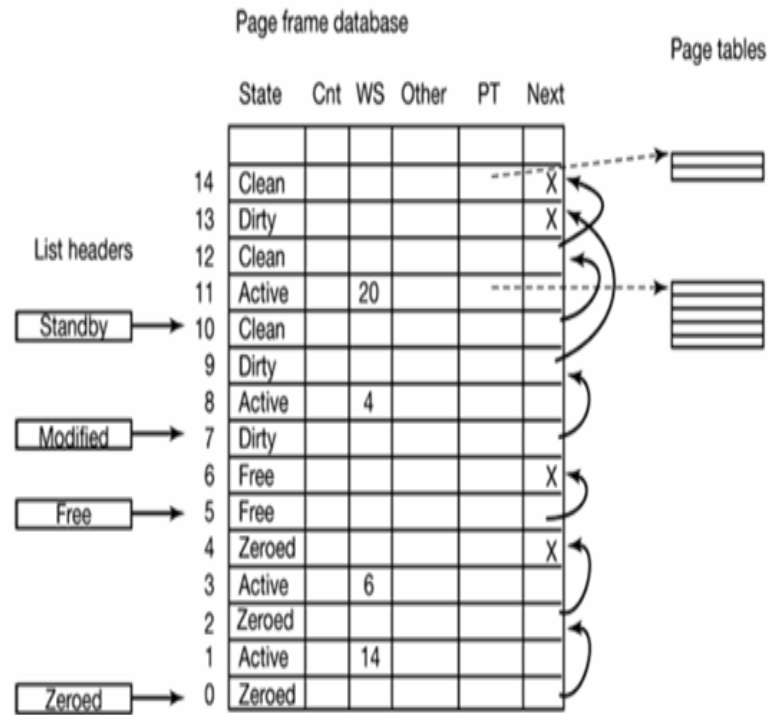 Page frame database
Page tables
State Cnt WS Other PT Next
14 Clean X
13 Dirty X
List headers
12 Clean
11 Active 20
Standby 10 Clean
9 Dirty
8 Active 4
Modified 7 Dirty
6 Free X
Free 5 Free
4 Zeroed X
3 Active 6
2 Zeroed
1 Active 14
Zeroed 0 Zeroed